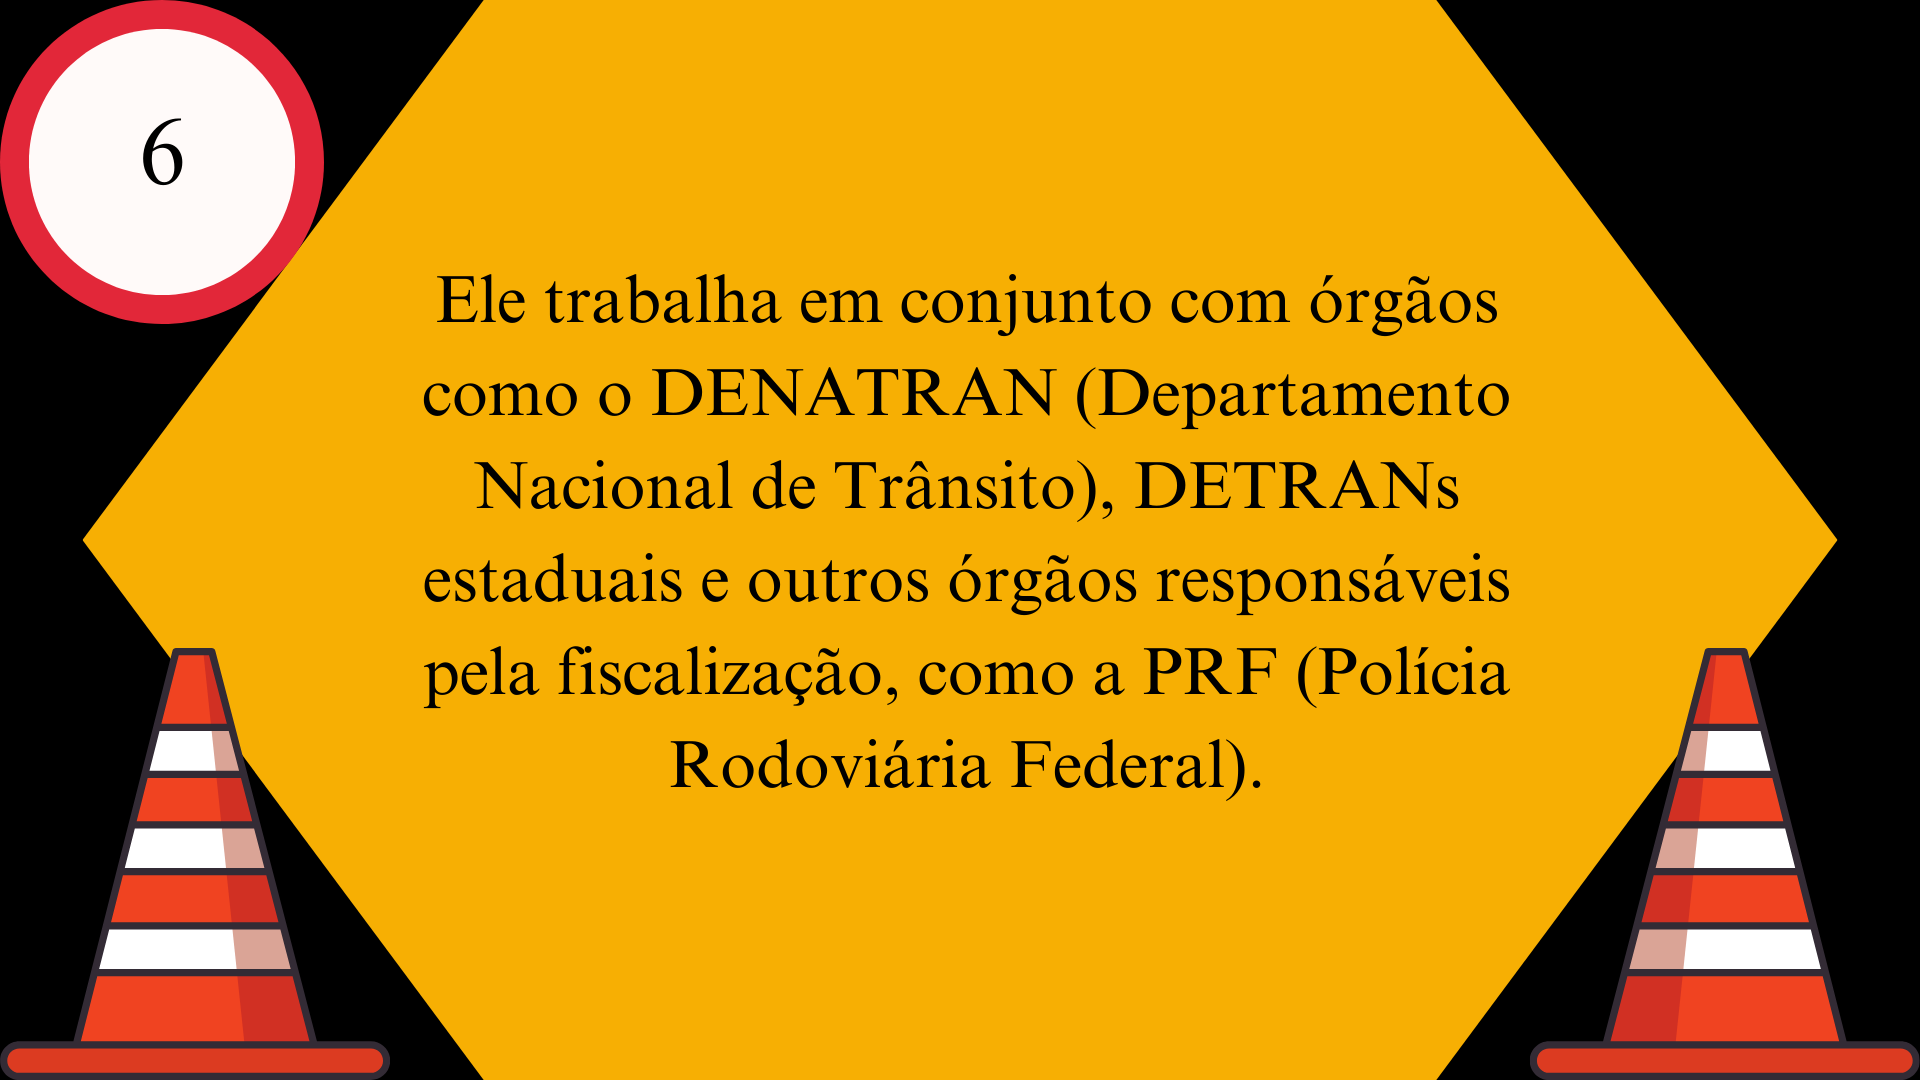 6
Ele trabalha em conjunto com órgãos
como o DENATRAN (Departamento
Nacional de Trânsito), DETRANs
estaduais e outros órgãos responsáveis
pela fiscalização, como a PRF (Polícia
Rodoviária Federal).